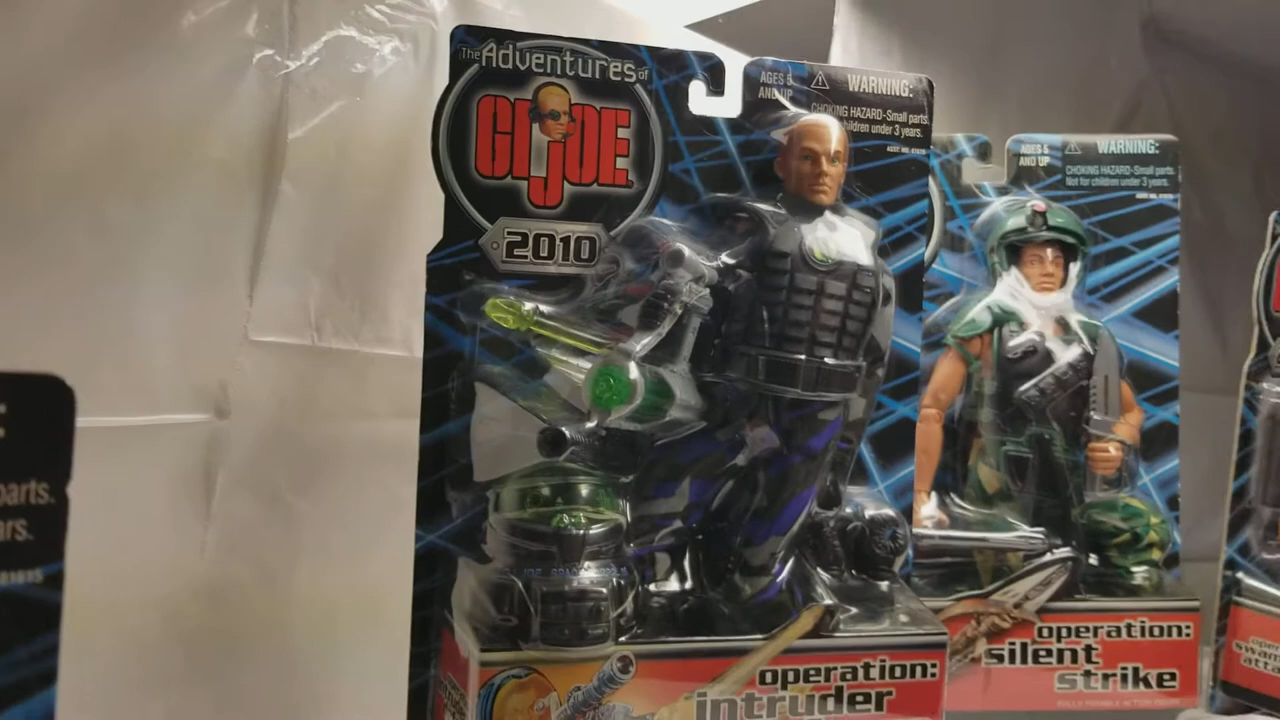 The Adventures of
GI JOE
2010
AGES 5
AND UP
WARNING:
CHOKING HAZARD-Small parts.
children under 3 years.
operation:
intruder
AGES 5
AND UP
WARNING:
CHOKING HAZARD-Small parts.
Not for children under 3 years.
operation:
silent
strike
parts.